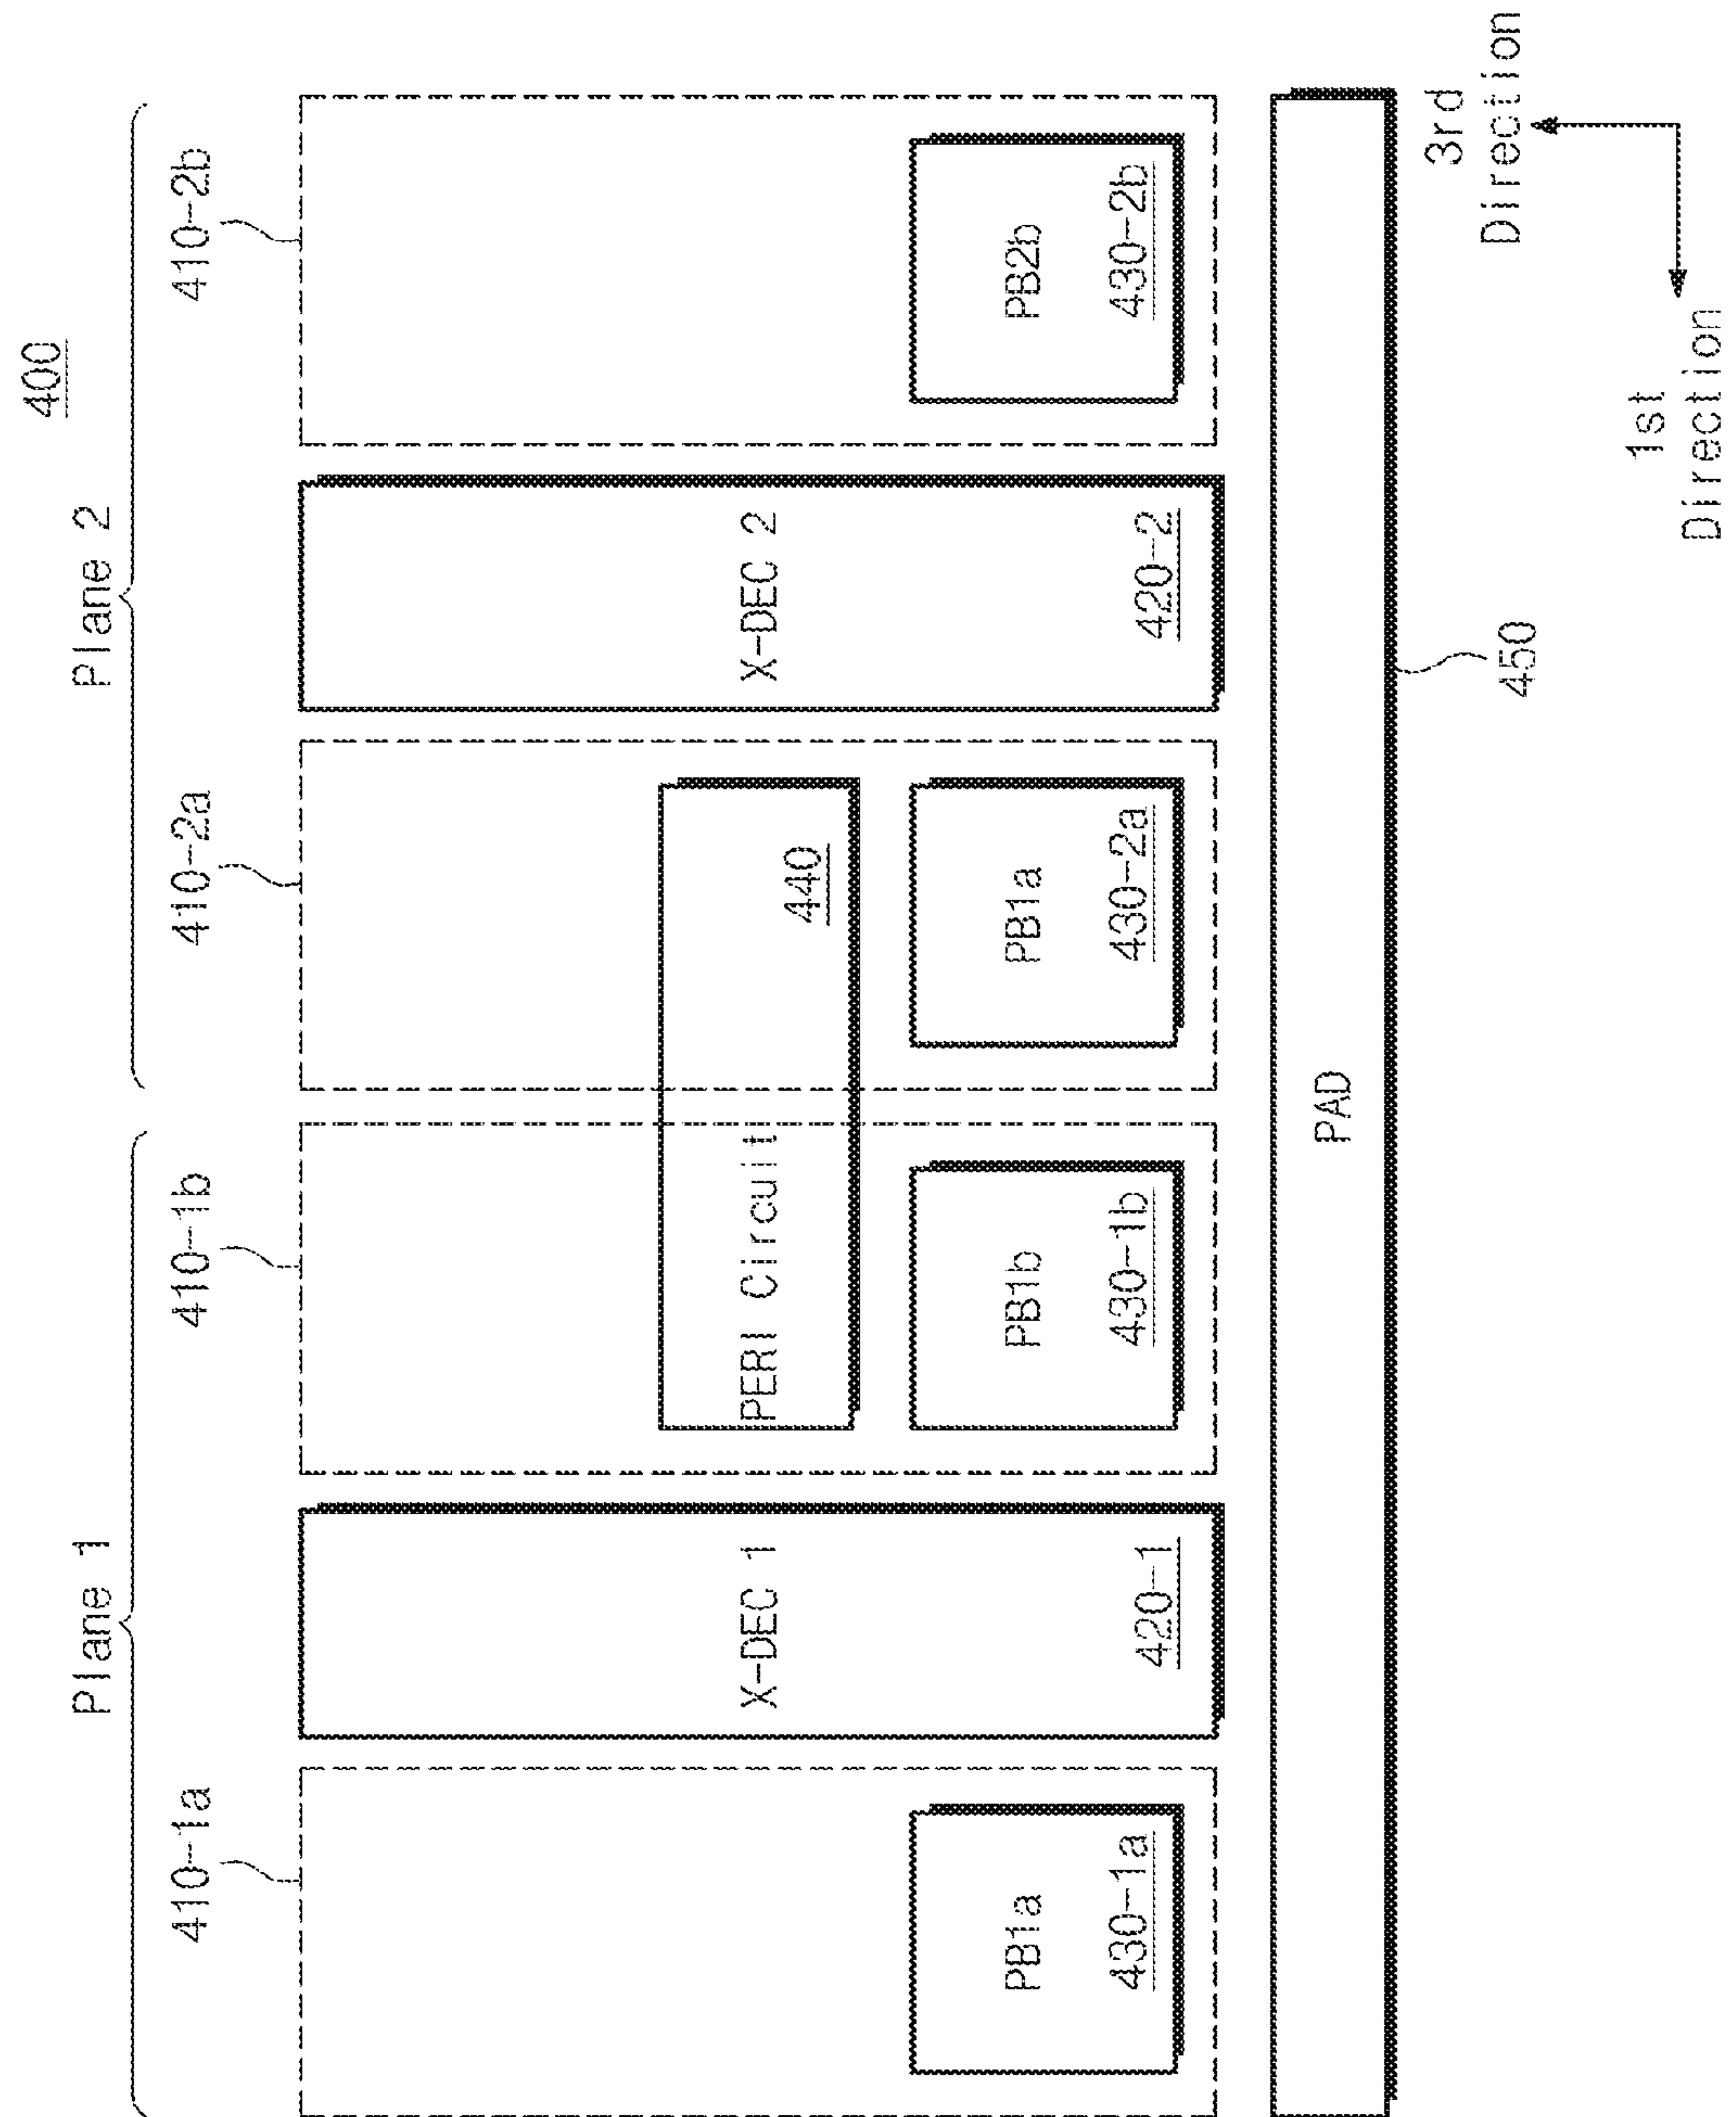 400
Plane 1
Plane 2
410-1a
410-1b
410-2a
410-2b
X-DEC 1
PERI Circuit
X-DEC 2
440
PB1a
PB1b
PB1a
PB2b
430-1a
420-1
430-1b
430-2a
420-2
430-2b
PAD
450
3rd
Direction
1st
Direction